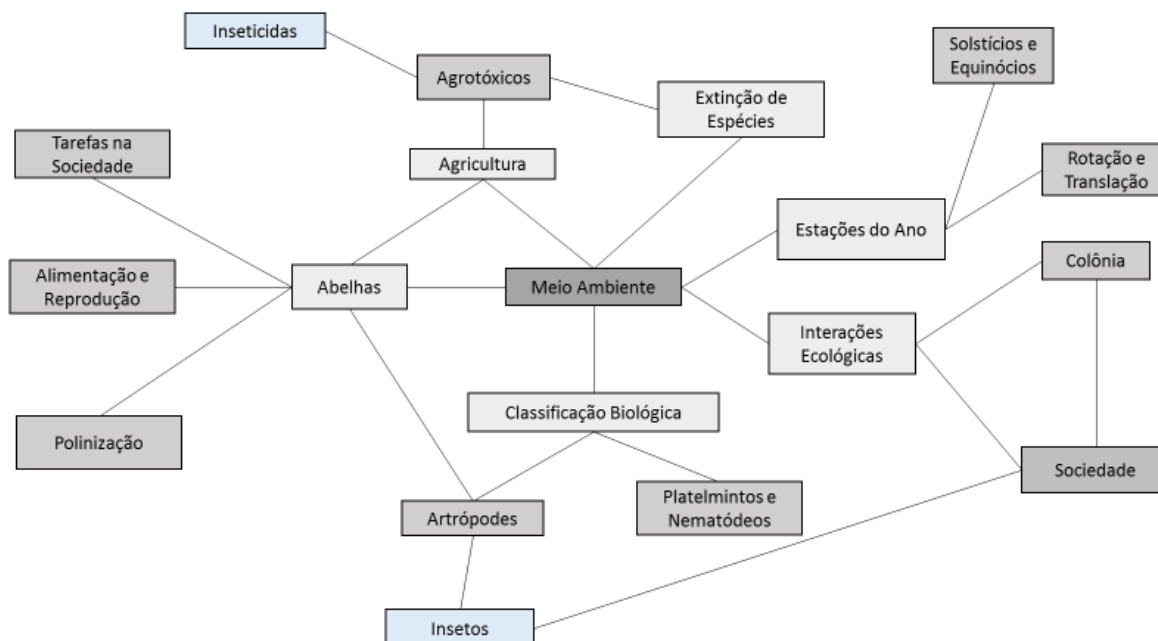 Inseticidas
Solstícios e
Equinócios
Agrotóxicos
Extinção de
Espécies
Tarefas na
Sociedade
Agricultura
Rotação e
Translação
Estações do Ano
Alimentação e
Reprodução
Abelhas
Meio Ambiente
Colônia
Interações
Ecológicas
Classificação Biológica
Polinização
Sociedade
Platelmintos e
Nematódeos
Artrópodes
Insetos